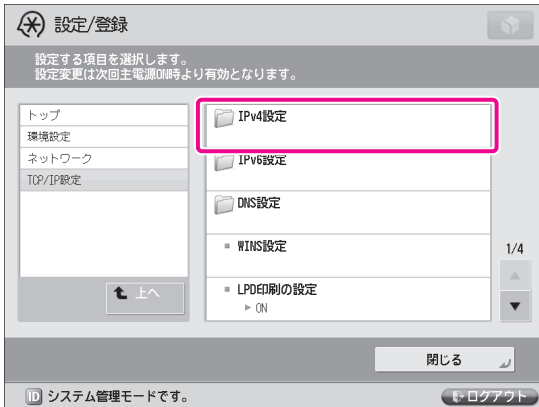 設定/登録
設定する項目を選択します。
設定変更は次回主電源ON時より有効となります。
トップ
環境設定
ネットワーク
TCP/IP設定
上へ
IPv4設定
IPv6設定
DNS設定
WINS設定
LPD印刷の設定
ON
1/4
閉じる
ID システム管理モードです。
ログアウト